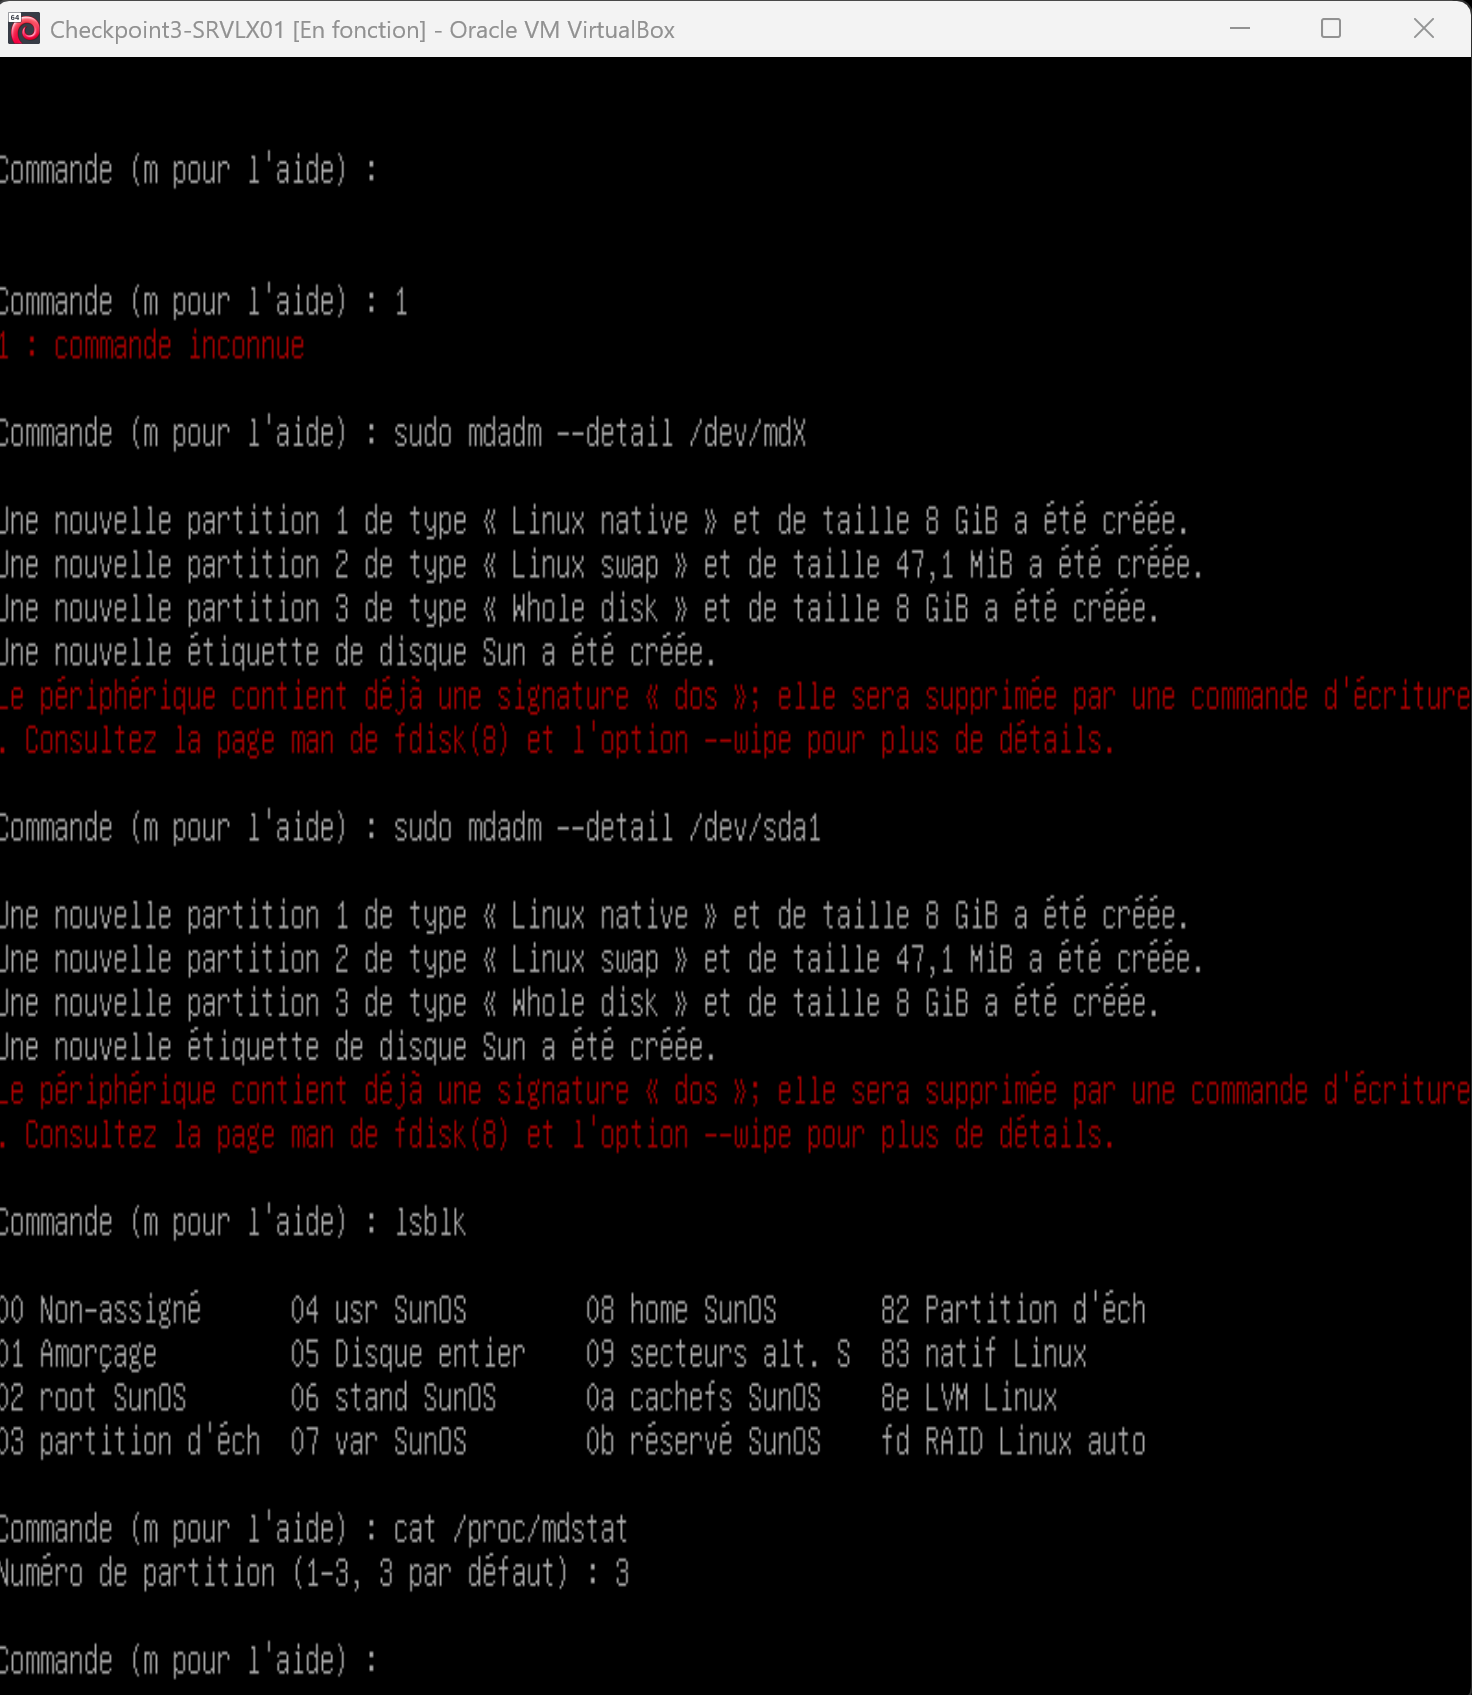 64
Checkpoint3-SRVLX01 [En fonction] - Oracle VM VirtualBox
Commande (m pour l'aide) :
Commande (m pour l'aide) : 1
1 : commande inconnue
Commande (m pour l'aide) : sudo mdadm --detail /dev/mdX
Une nouvelle partition 1 de type « Linux native » et de taille 8 GiB a été créée.
Une nouvelle partition 2 de type « Linux swap » et de taille 47,1 MiB a été créée.
Une nouvelle partition 3 de type « Whole disk » et de taille 8 GiB a été créée.
Une nouvelle étiquette de disque Sun a été créée.
Le périphérique contient déjà une signature « dos »; elle sera supprimée par une commande d'écriture
. Consultez la page man de fdisk(8) et l'option --wipe pour plus de détails.
Commande (m pour l'aide) : sudo mdadm --detail /dev/sda1
Une nouvelle partition 1 de type « Linux native » et de taille 8 GiB a été créée.
Une nouvelle partition 2 de type « Linux swap » et de taille 47,1 MiB a été créée.
Une nouvelle partition 3 de type « Whole disk » et de taille 8 GiB a été créée.
Une nouvelle étiquette de disque Sun a été créée.
Le périphérique contient déjà une signature « dos »; elle sera supprimée par une commande d'écriture
. Consultez la page man de fdisk(8) et l'option --wipe pour plus de détails.
Commande (m pour l'aide) : lsblk
00 Non-assigné 04 usr SunOS 08 home SunOS 82 Partition d'éch
01 Amorçage 05 Disque entier 09 secteurs alt. S 83 natif Linux
02 root SunOS 06 stand SunOS 0a cachefs SunOS 8e LVM Linux
03 partition d'éch 07 var SunOS 0b réservé SunOS fd RAID Linux auto
Commande (m pour l'aide) : cat /proc/mdstat
Numéro de partition (1-3, 3 par défaut) : 3
Commande (m pour l'aide) :